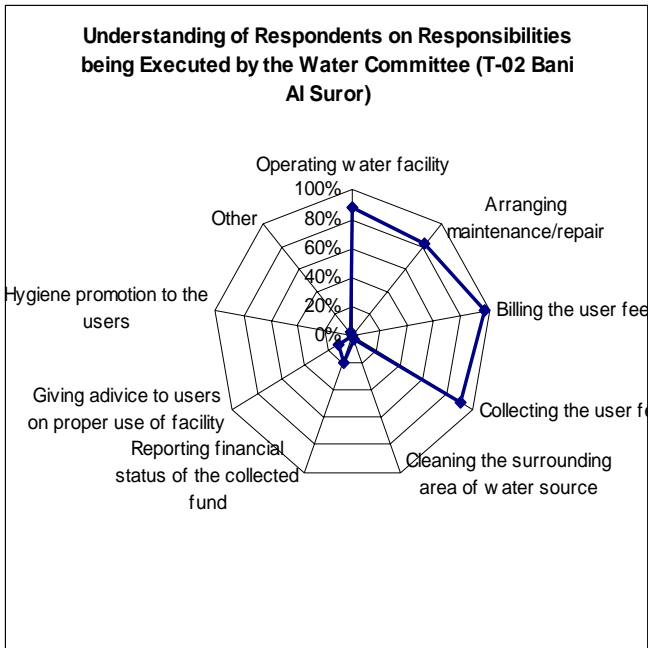 Understanding of Respondents on Responsibilities
being Executed by the Water Committee (T-02 Bani
Al Suror)
Operating water facility
100%
80%
60%
40%
20%
0%
Arranging
maintenance/repair
Billing the user fee
Collecting the user fe
Cleaning the surrounding
area of water source
Reporting financial
status of the collected
fund
Giving adivice to users
on proper use of facility
Hygiene promotion to the
users
Other